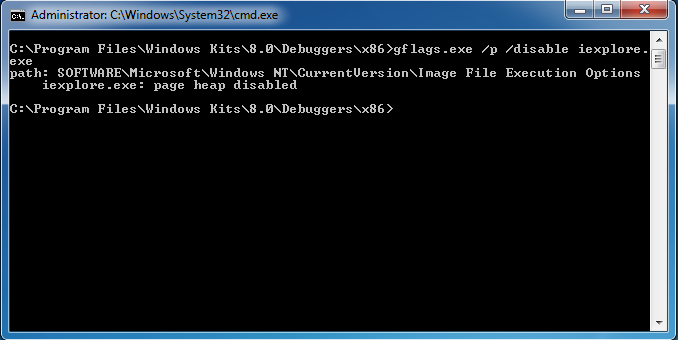 Administrator: C:\Windows\System32\cmd.exe
C:\Program Files\Windows Kits\8.0\Debuggers\x86>gflags.exe /p /disable iexplore.
exe
path: SOFTWARE\Microsoft\Windows NT\CurrentVersion\Image File Execution Options
    iexplore.exe: page heap disabled
C:\Program Files\Windows Kits\8.0\Debuggers\x86>